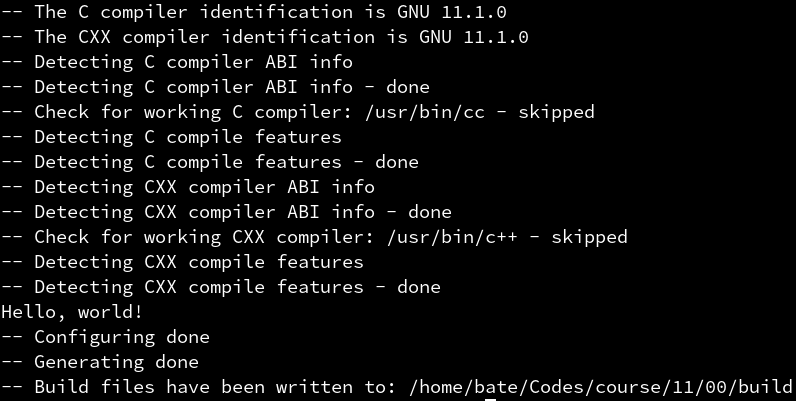 -- The C compiler identification is GNU 11.1.0
-- The CXX compiler identification is GNU 11.1.0
-- Detecting C compiler ABI info
-- Detecting C compiler ABI info - done
-- Check for working C compiler: /usr/bin/cc - skipped
-- Detecting C compile features
-- Detecting C compile features - done
-- Detecting CXX compiler ABI info
-- Detecting CXX compiler ABI info - done
-- Check for working CXX compiler: /usr/bin/c++ - skipped
-- Detecting CXX compile features
-- Detecting CXX compile features - done
Hello, world!
-- Configuring done
-- Generating done
-- Build files have been written to: /home/bate/Codes/course/11/00/build